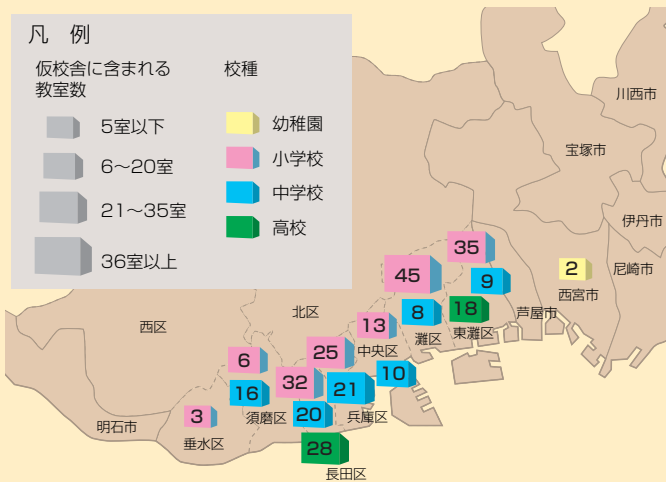 凡 例
仮校舎に含まれる
教室数
5室以下
6〜20室
21〜35室
36室以上
校種
幼稚園
小学校
中学校
高校
川西市
宝塚市
伊丹市
尼崎市
西宮市
芦屋市
東灘区
灘区
中央区
北区
西区
兵庫区
須磨区
垂水区
明石市
長田区
35
45
9
2
18
8
13
25
10
6
32
21
16
3
20
28